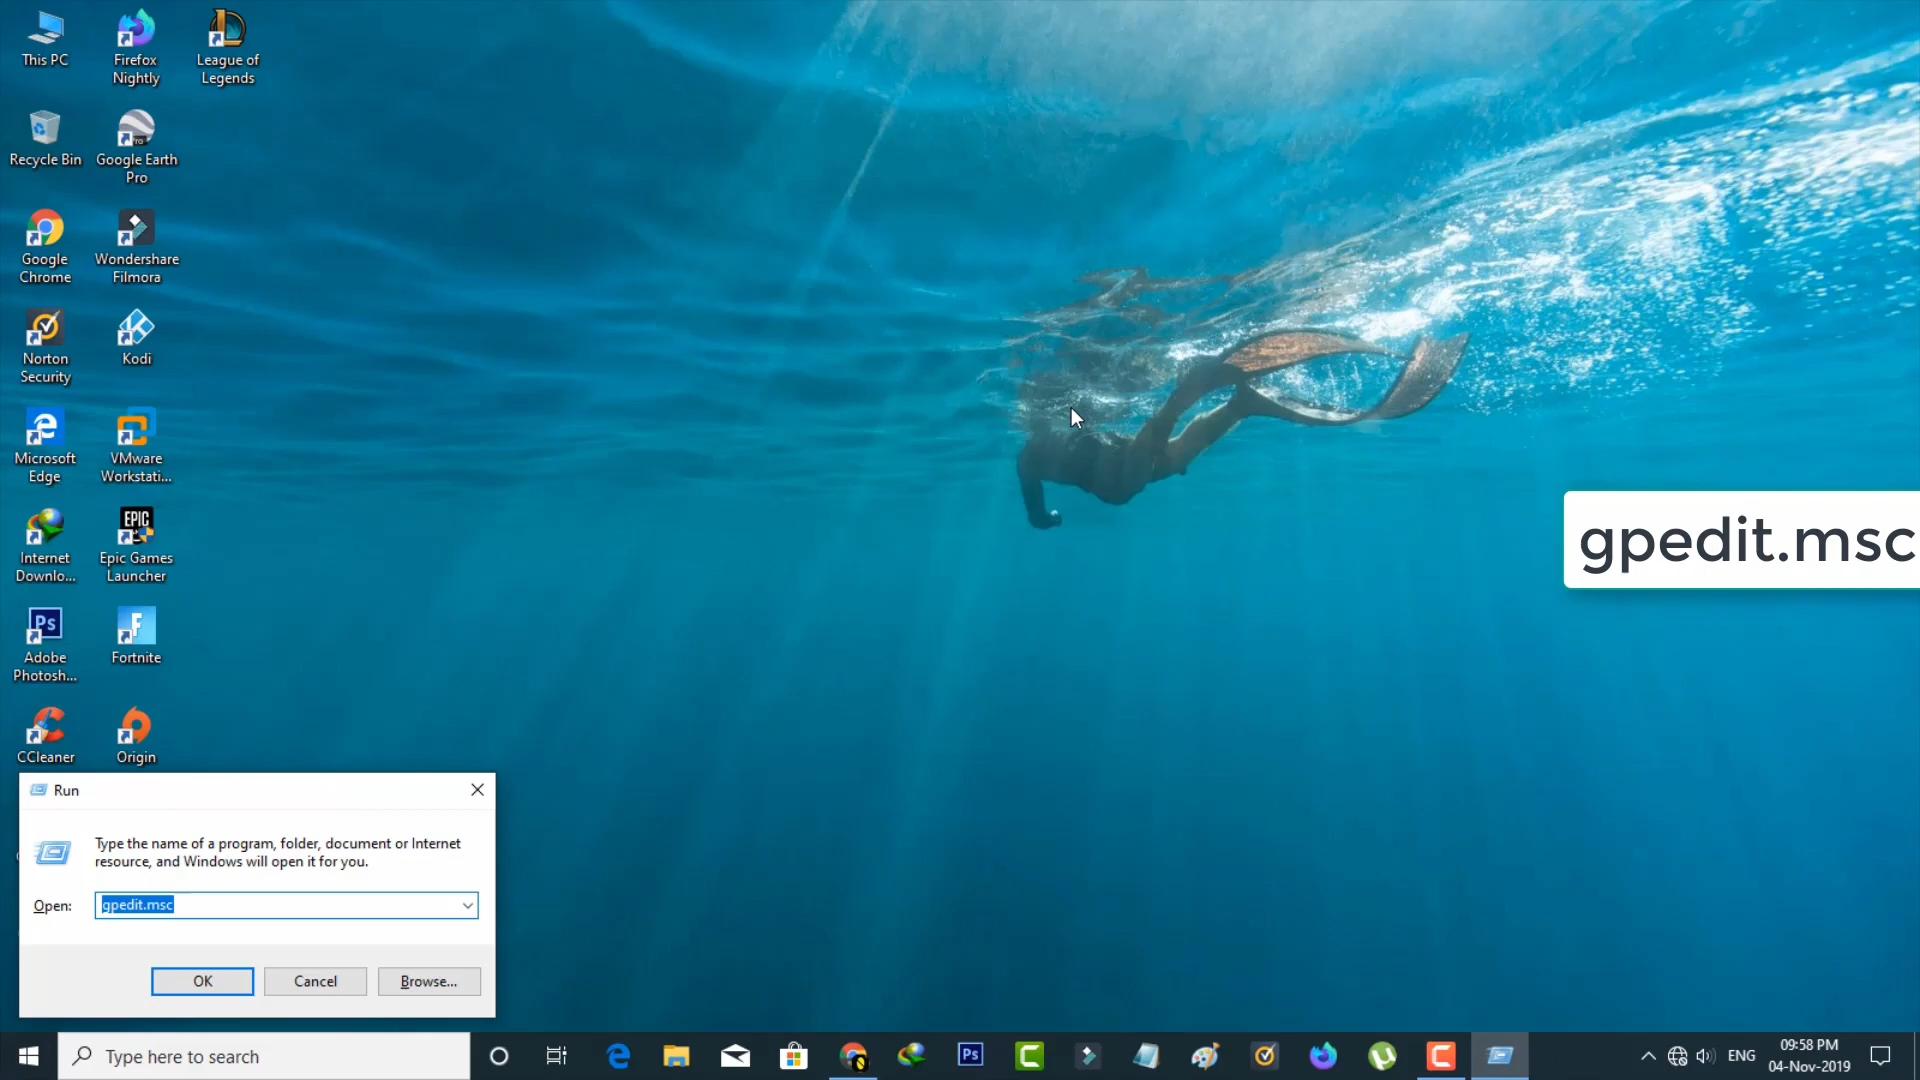 This PC
Firefox
Nightly
League of
Legends
Recycle Bin
Google Earth
Pro
Google
Chrome
Wondershare
Filmora
Norton
Security
Kodi
Microsoft
Edge
VMware
Workstati...
Internet
Downlo...
EPIC
Epic Games
Launcher
Ps
Adobe
Photosh...
F
Fortnite
CCleaner
Origin
gpedit.msc
Run
Type the name of a program, folder, document or Internet
resource, and Windows will open it for you.
Open:
gpedit.msc
OK
Cancel
Browse...
Type here to search
Ps
ENG
09:58 PM
04-Nov-2019